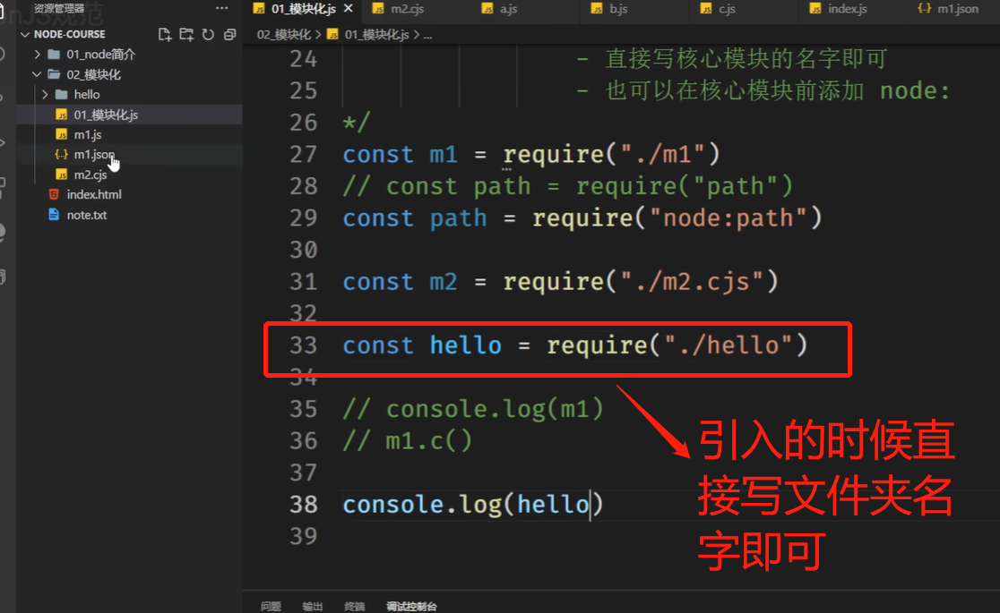 资源管理器
NODE-COURSE
01_node简介
02_模块化
hello
01_模块化.js
m1.js
m1.json
m2.cjs
index.html
note.txt
01_模块化.js m2.cjs a.js b.js c.js index.js m1.json
02_模块化 > 01_模块化.js > ...
24 - 直接写核心模块的名字即可
25 - 也可以在核心模块前添加 node:
26 */
27 const m1 = require("./m1")
28 // const path = require("path")
29 const path = require("node:path")
30
31 const m2 = require("./m2.cjs")
32
33 const hello = require("./hello")
34
35 // console.log(m1)
36 // m1.c()
37
38 console.log(hello)
39
引入的时候直
接写文件夹名
字即可
问题 输出 终端 调试控制台